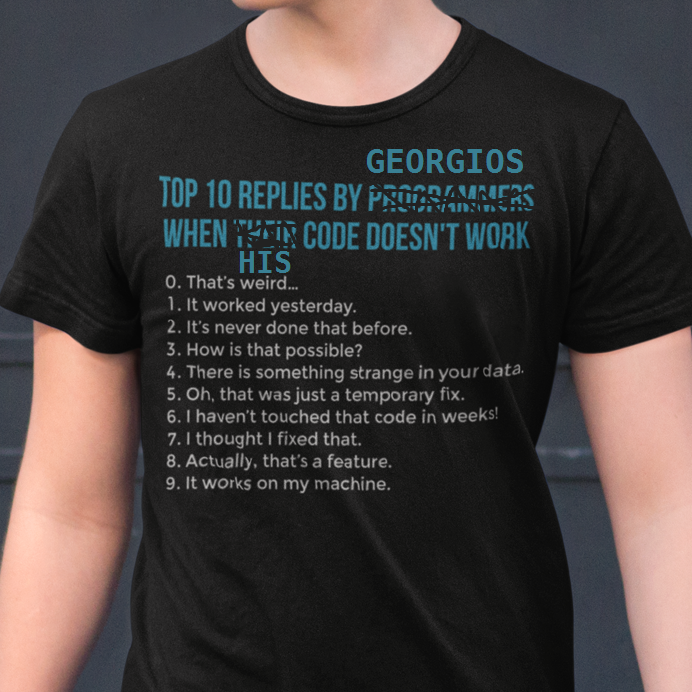 GEORGIOS
TOP 10 REPLIES BY PROGRAMMERS
WHEN THEIR CODE DOESN'T WORK
HIS
0. That's weird...
1. It worked yesterday.
2. It's never done that before.
3. How is that possible?
4. There is something strange in your data.
5. Oh, that was just a temporary fix.
6. I haven't touched that code in weeks!
7. I thought I fixed that.
8. Actually, that's a feature.
9. It works on my machine.